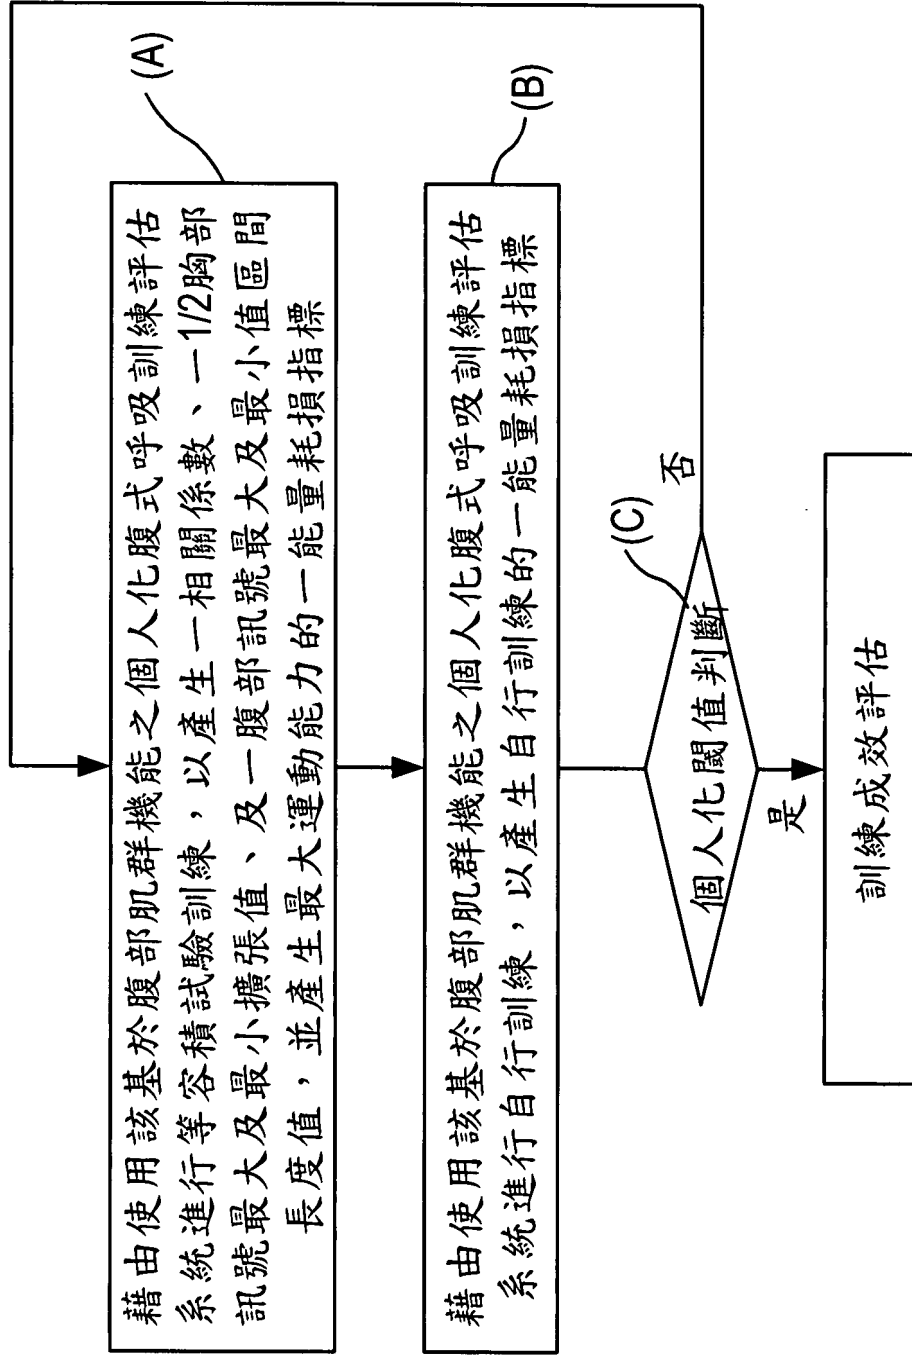 藉由使用該基於腹部肌群機能之個人化腹式呼吸訓練評估
系統進行等容積試驗訓練，以產生一相關係數、一1/2胸部
訊號最大及最小擴張值、及一腹部訊號最大及最小值區間
長度值，並產生最大運動能力的一能量耗損指標
(A)
藉由使用該基於腹部肌群機能之個人化腹式呼吸訓練評估
系統進行自行訓練，以產生自行訓練的一能量耗損指標
(B)
個人化閾值判斷
(C)
否
是
訓練成效評估